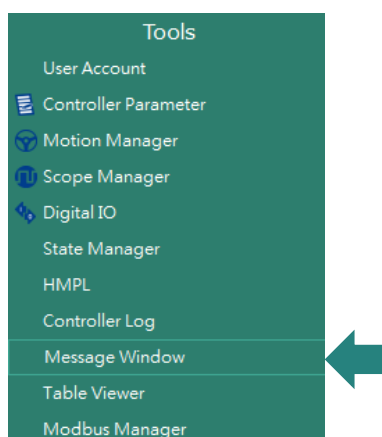 Tools
User Account
Controller Parameter
Motion Manager
Scope Manager
Digital IO
State Manager
HMPL
Controller Log
Message Window
Table Viewer
Modbus Manager